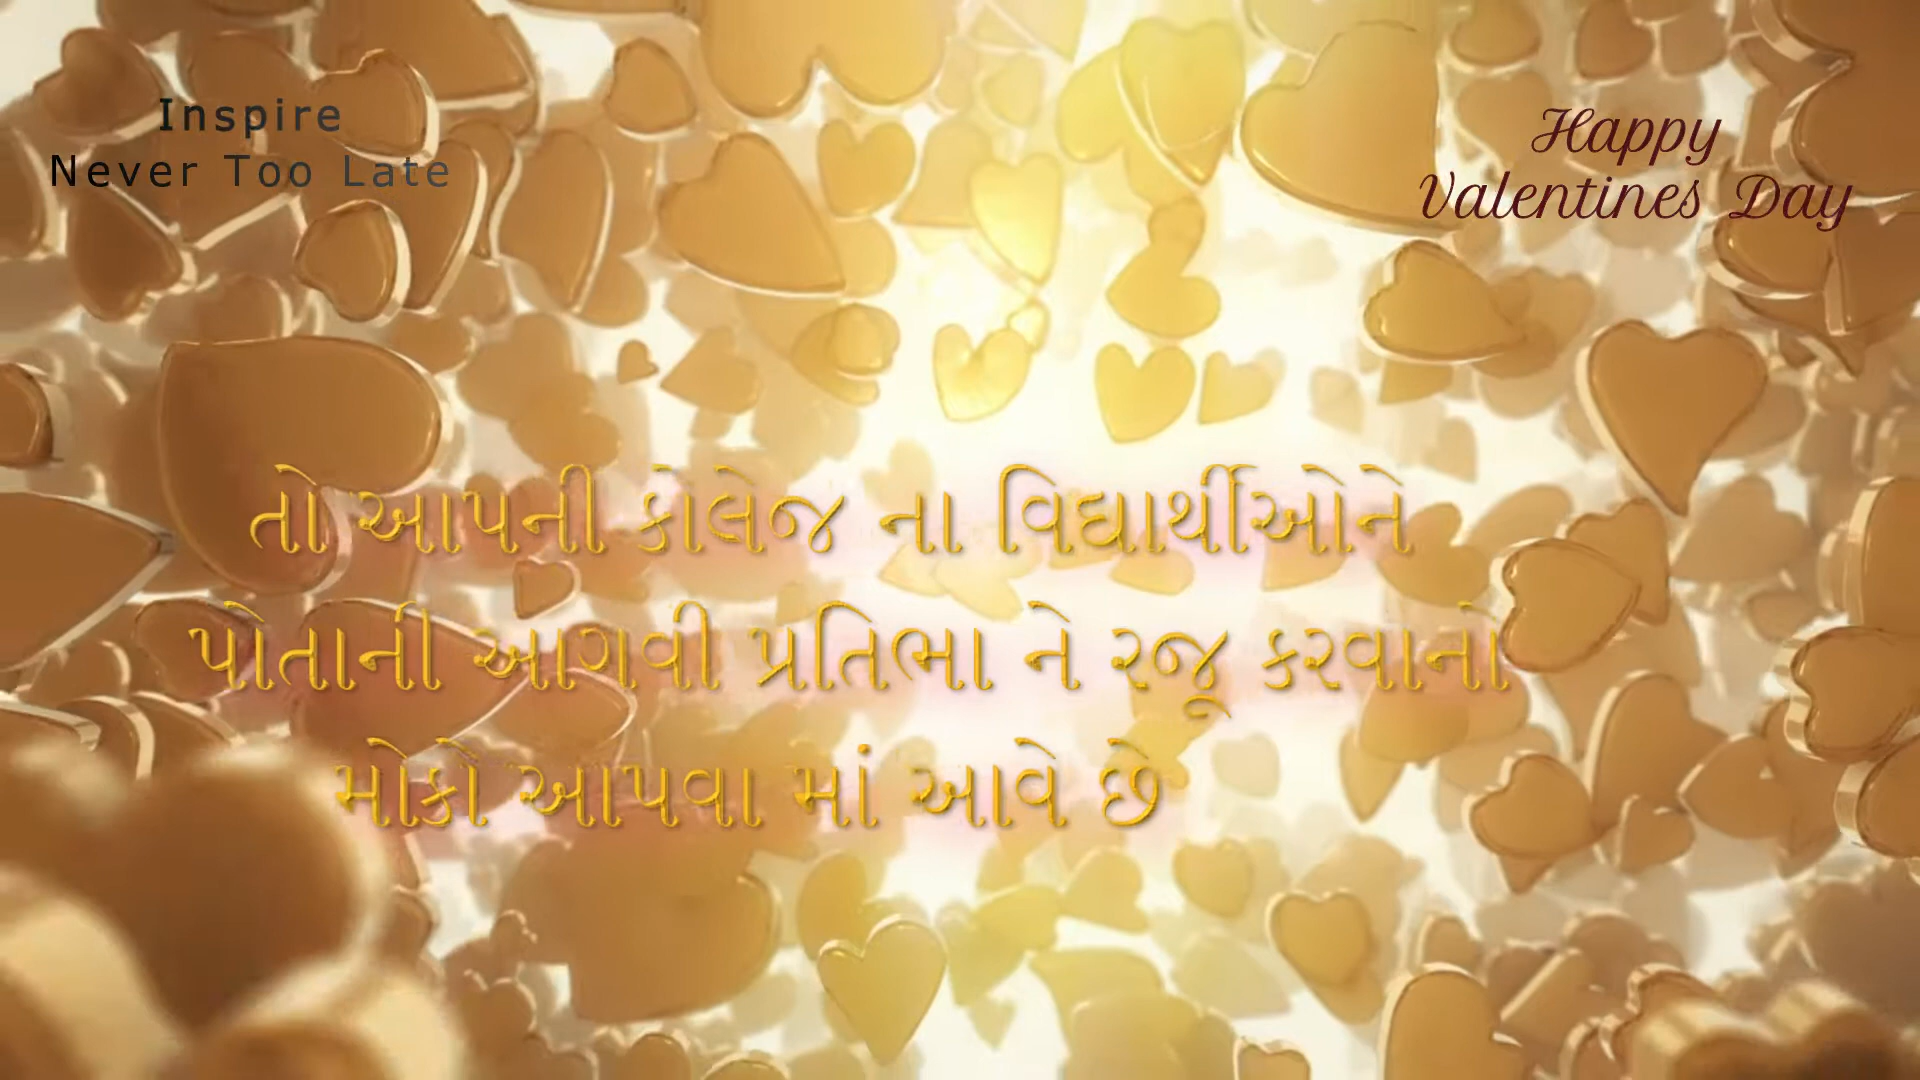 Inspire
Never Too Late
Happy
Valentines Day
તો આપની કોલેજ ના વિદ્યાર્થીઓને
પોતાની આગવી પ્રતિભા ને રજૂ કરવાનો
મોકો આપવા માં આવે છે